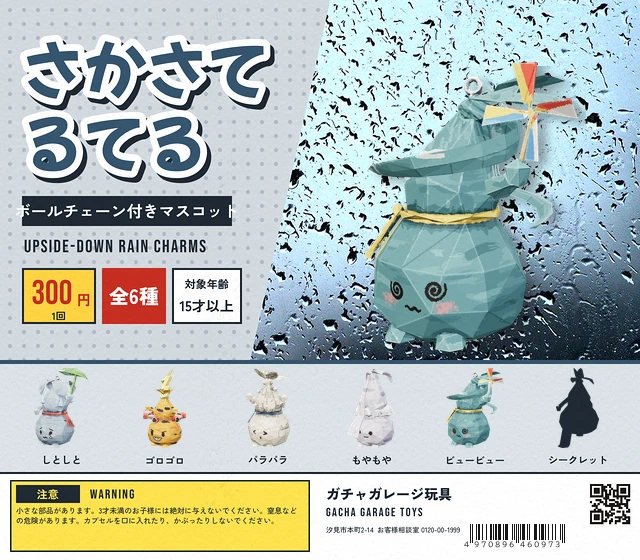 さかさて
るてる
ボールチェーン付きマスコット
UPSIDE-DOWN RAIN CHARMS
300円
1回
全6種
対象年齢
15才以上
しとしと
ゴロゴロ
パラパラ
もやもや
ビュービュー
シークレット
注意 WARNING
小さな部品があります。3才未満のお子様には絶対に与えないでください。窒息など
の危険があります。カプセルを口に入れたり、かぶったりしないでください。
ガチャガレージ玩具
GACHA GARAGE TOYS
汐見市本町2-14 お客様相談室 0120-00-1999
4 970896 460973